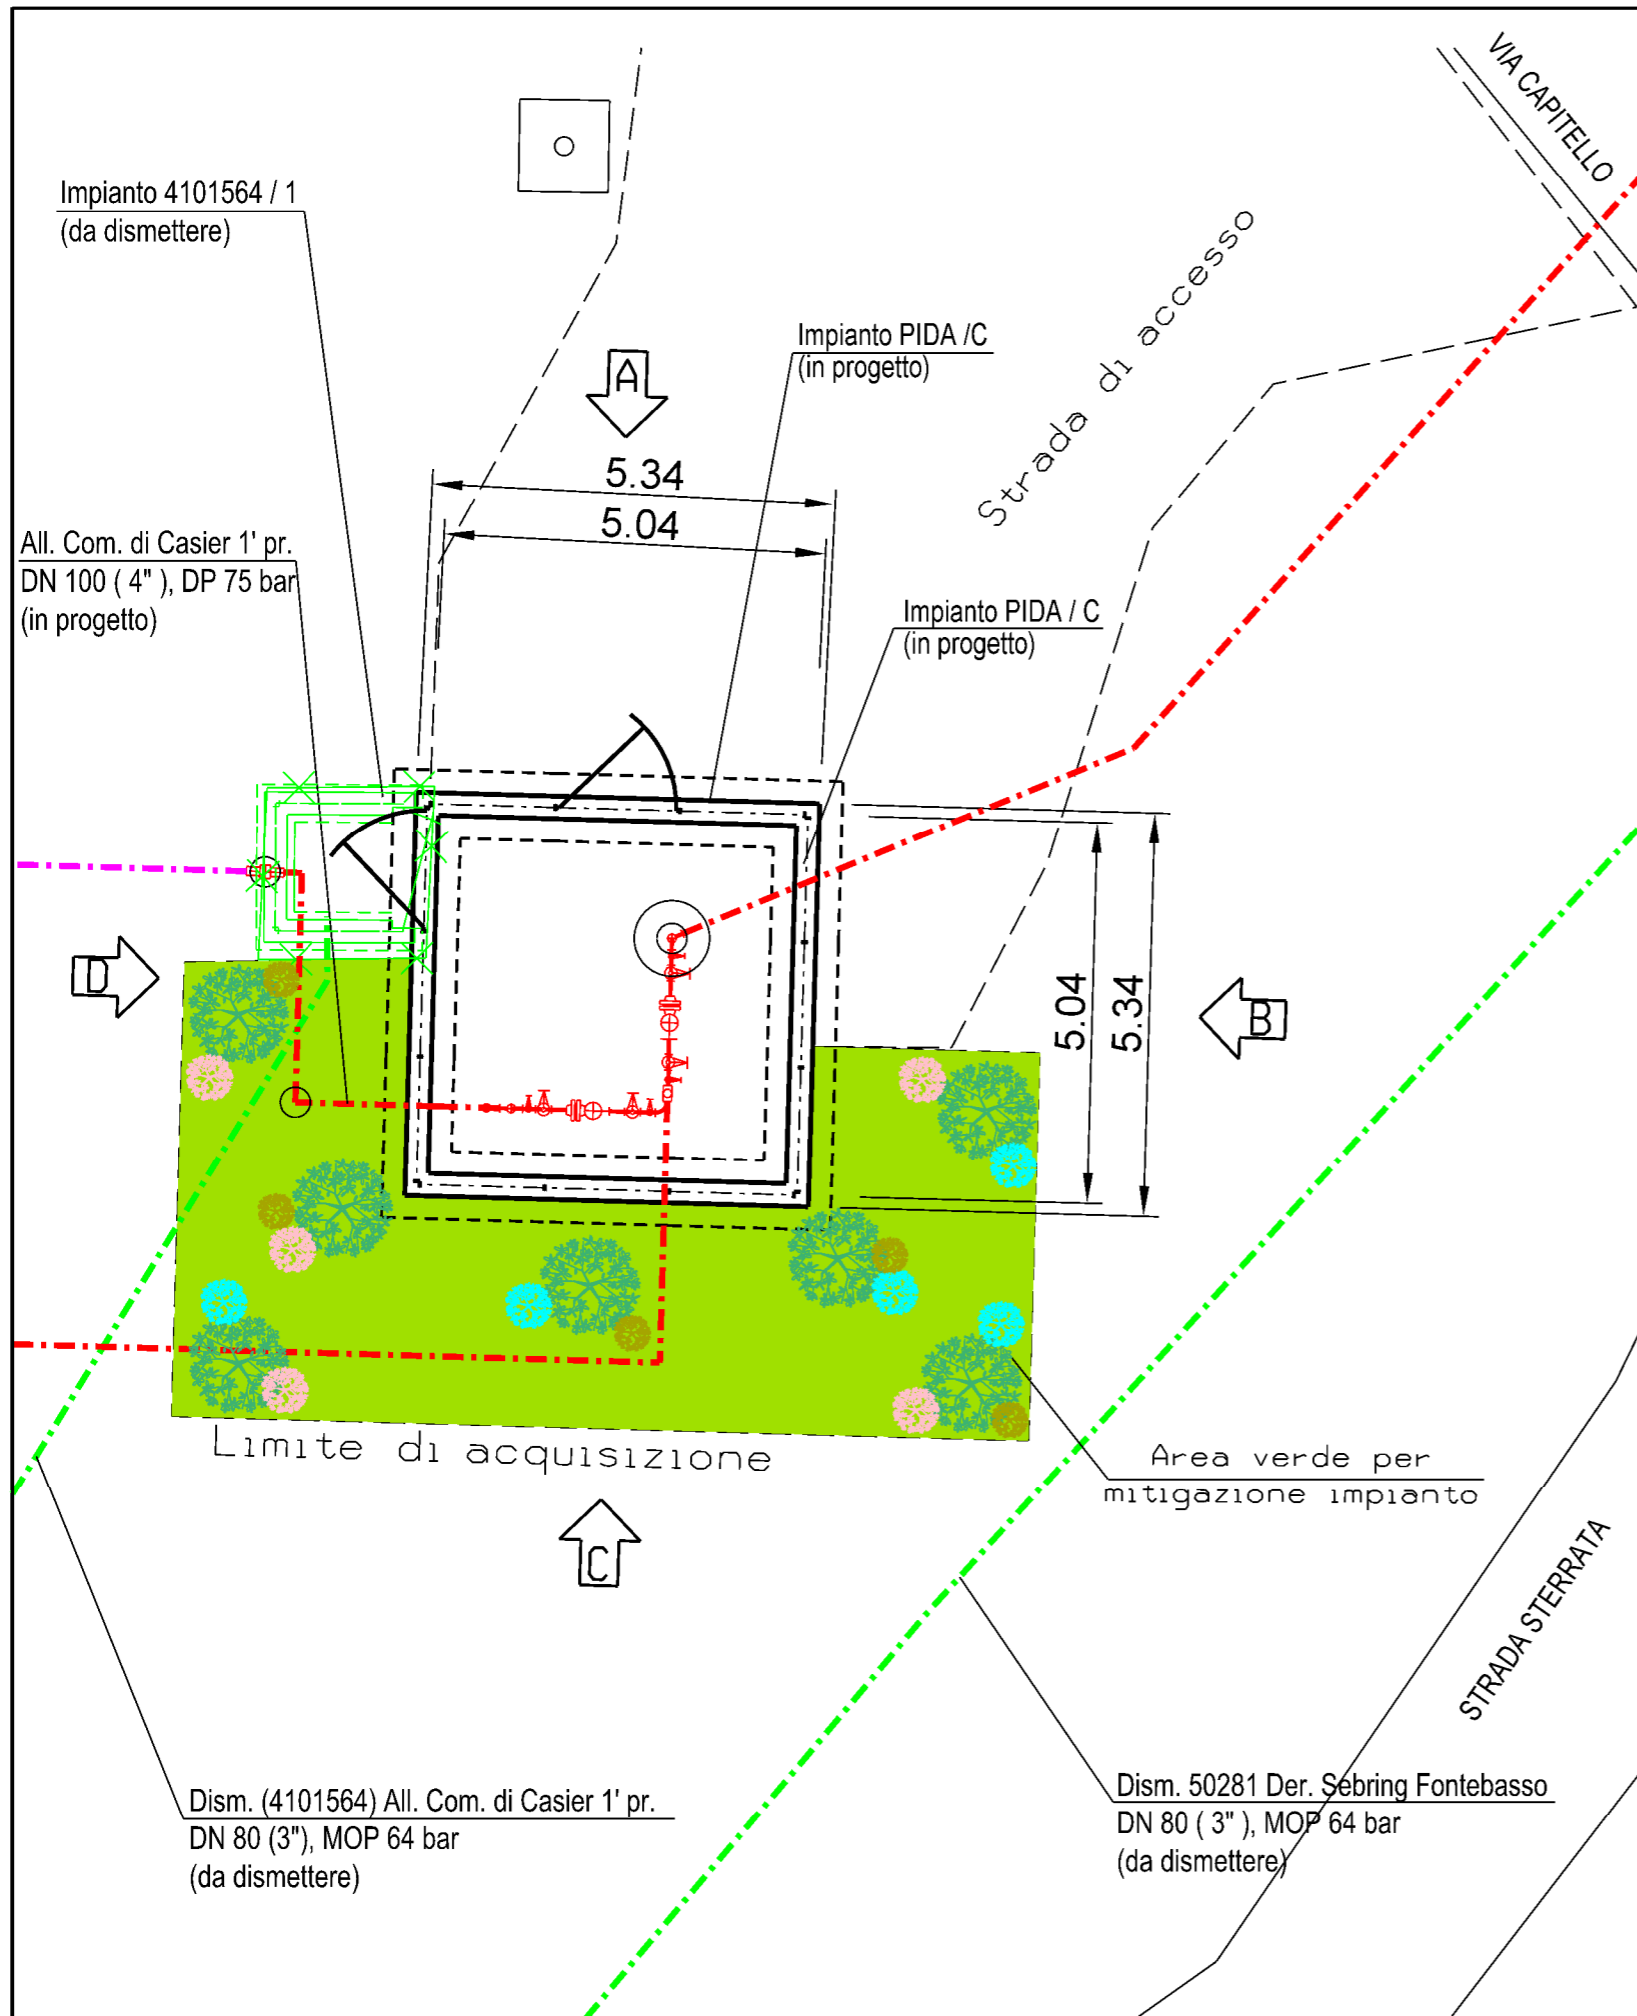 VIA CAPITELLO
Impianto 4101564 / 1
(da dismettere)
Strada di accesso
Impianto PIDA /C
(in progetto)
A
5.34
5.04
All. Com. di Casier 1' pr.
DN 100 ( 4" ), DP 75 bar
(in progetto)
Impianto PIDA / C
(in progetto)
D
B
5.04
5.34
Limite di acquisizione
Area verde per
mitigazione impianto
C
STRADA STERRATA
Dism. (4101564) All. Com. di Casier 1' pr.
DN 80 (3"), MOP 64 bar
(da dismettere)
Dism. 50281 Der. Sebring Fontebasso
DN 80 ( 3" ), MOP 64 bar
(da dismettere)